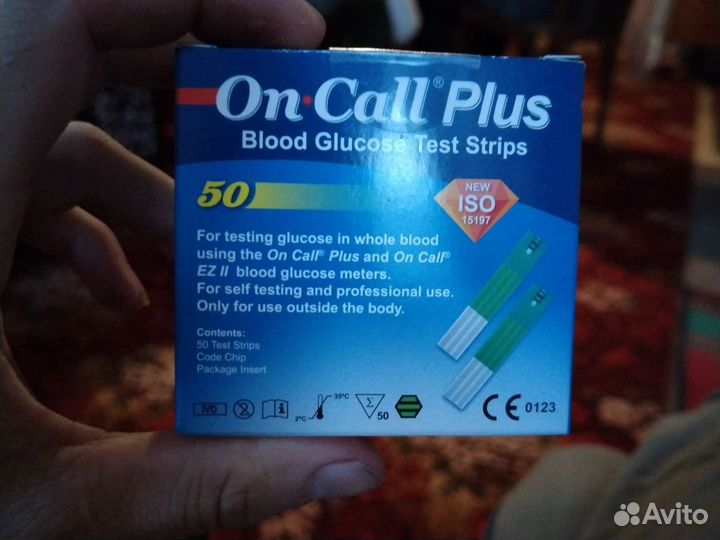 On·Call® Plus
Blood Glucose Test Strips
50
NEW
ISO
15197
For testing glucose in whole blood
using the On Call® Plus and On Call®
EZ II blood glucose meters.
For self testing and professional use.
Only for use outside the body.
Contents:
50 Test Strips
Code Chip
Package Insert
IVD
2
i
2°C
35°C
Σ
50
CE 0123
Avito